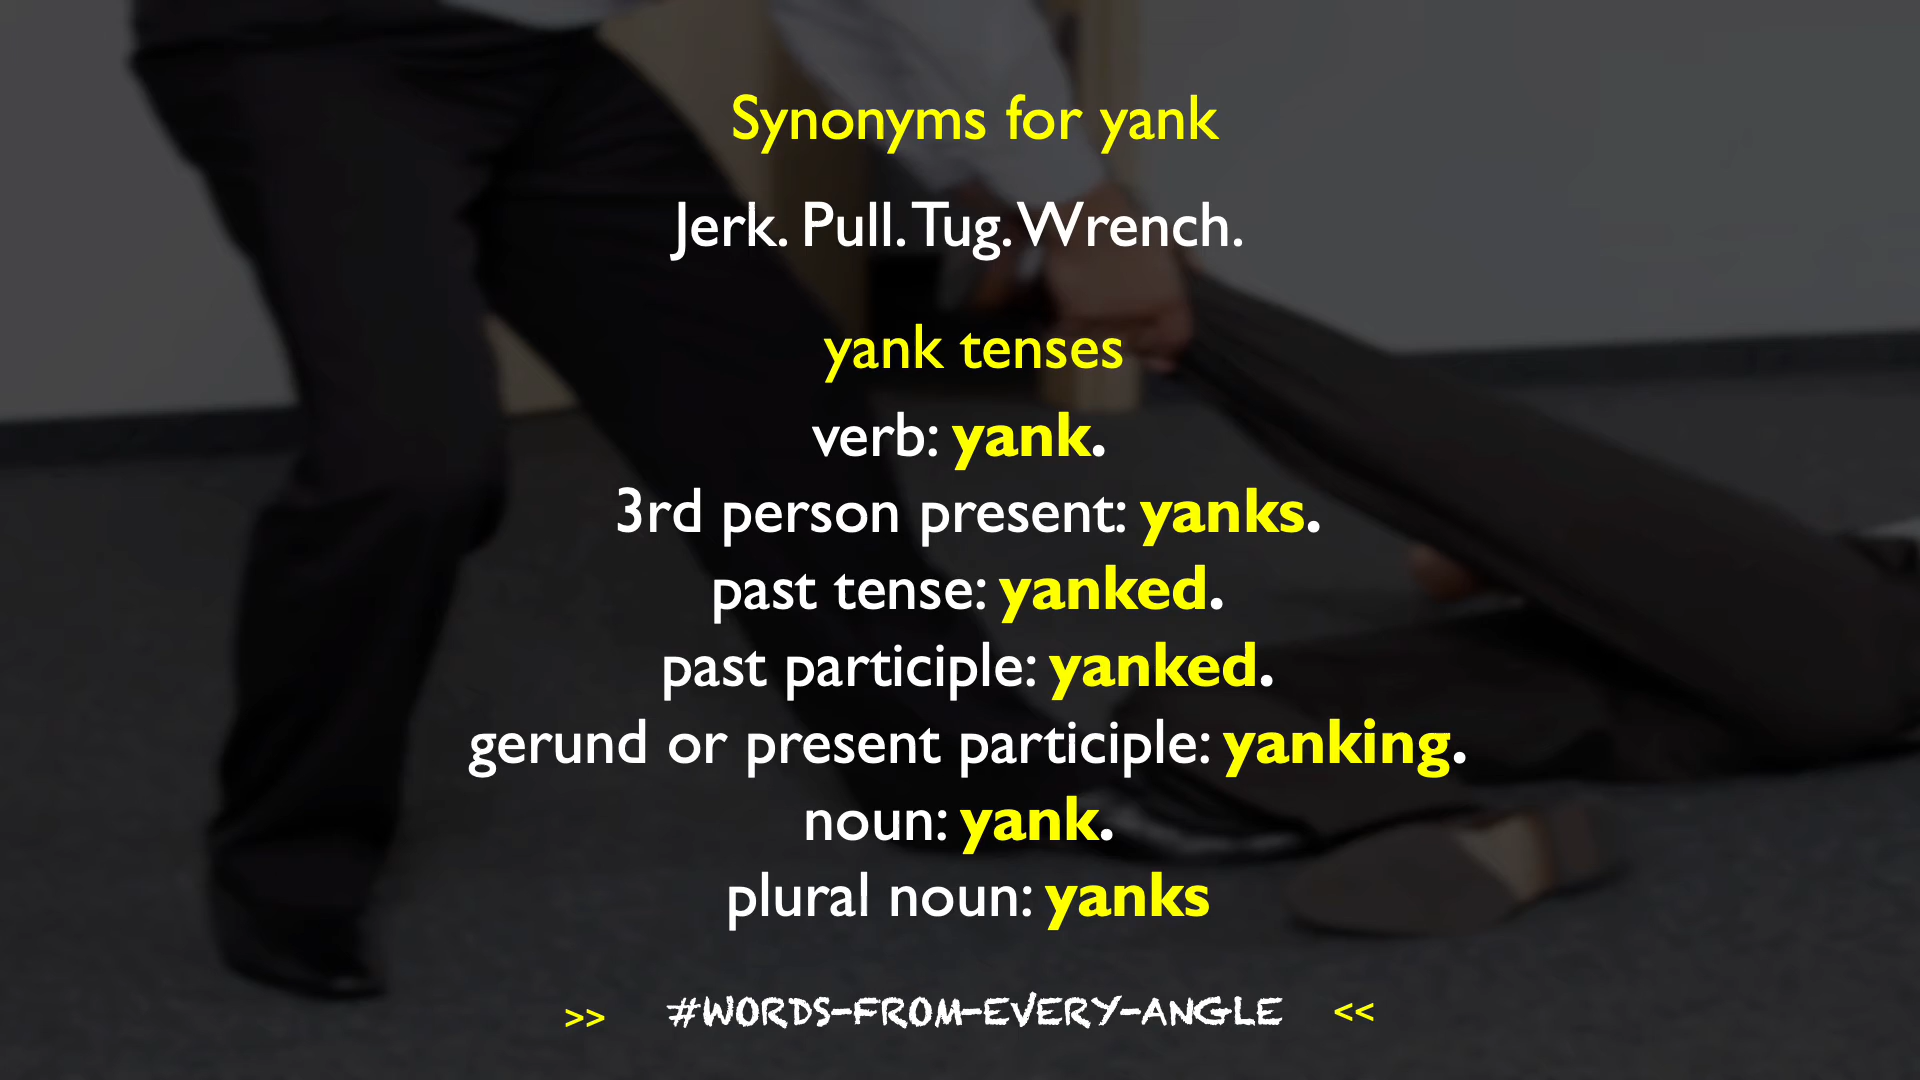 Synonyms for yank
Jerk. Pull. Tug. Wrench.
yank tenses
verb: yank.
3rd person present: yanks.
past tense: yanked.
past participle: yanked.
gerund or present participle: yanking.
noun: yank.
plural noun: yanks
>> #WORDS-FROM-EVERY-ANGLE <<